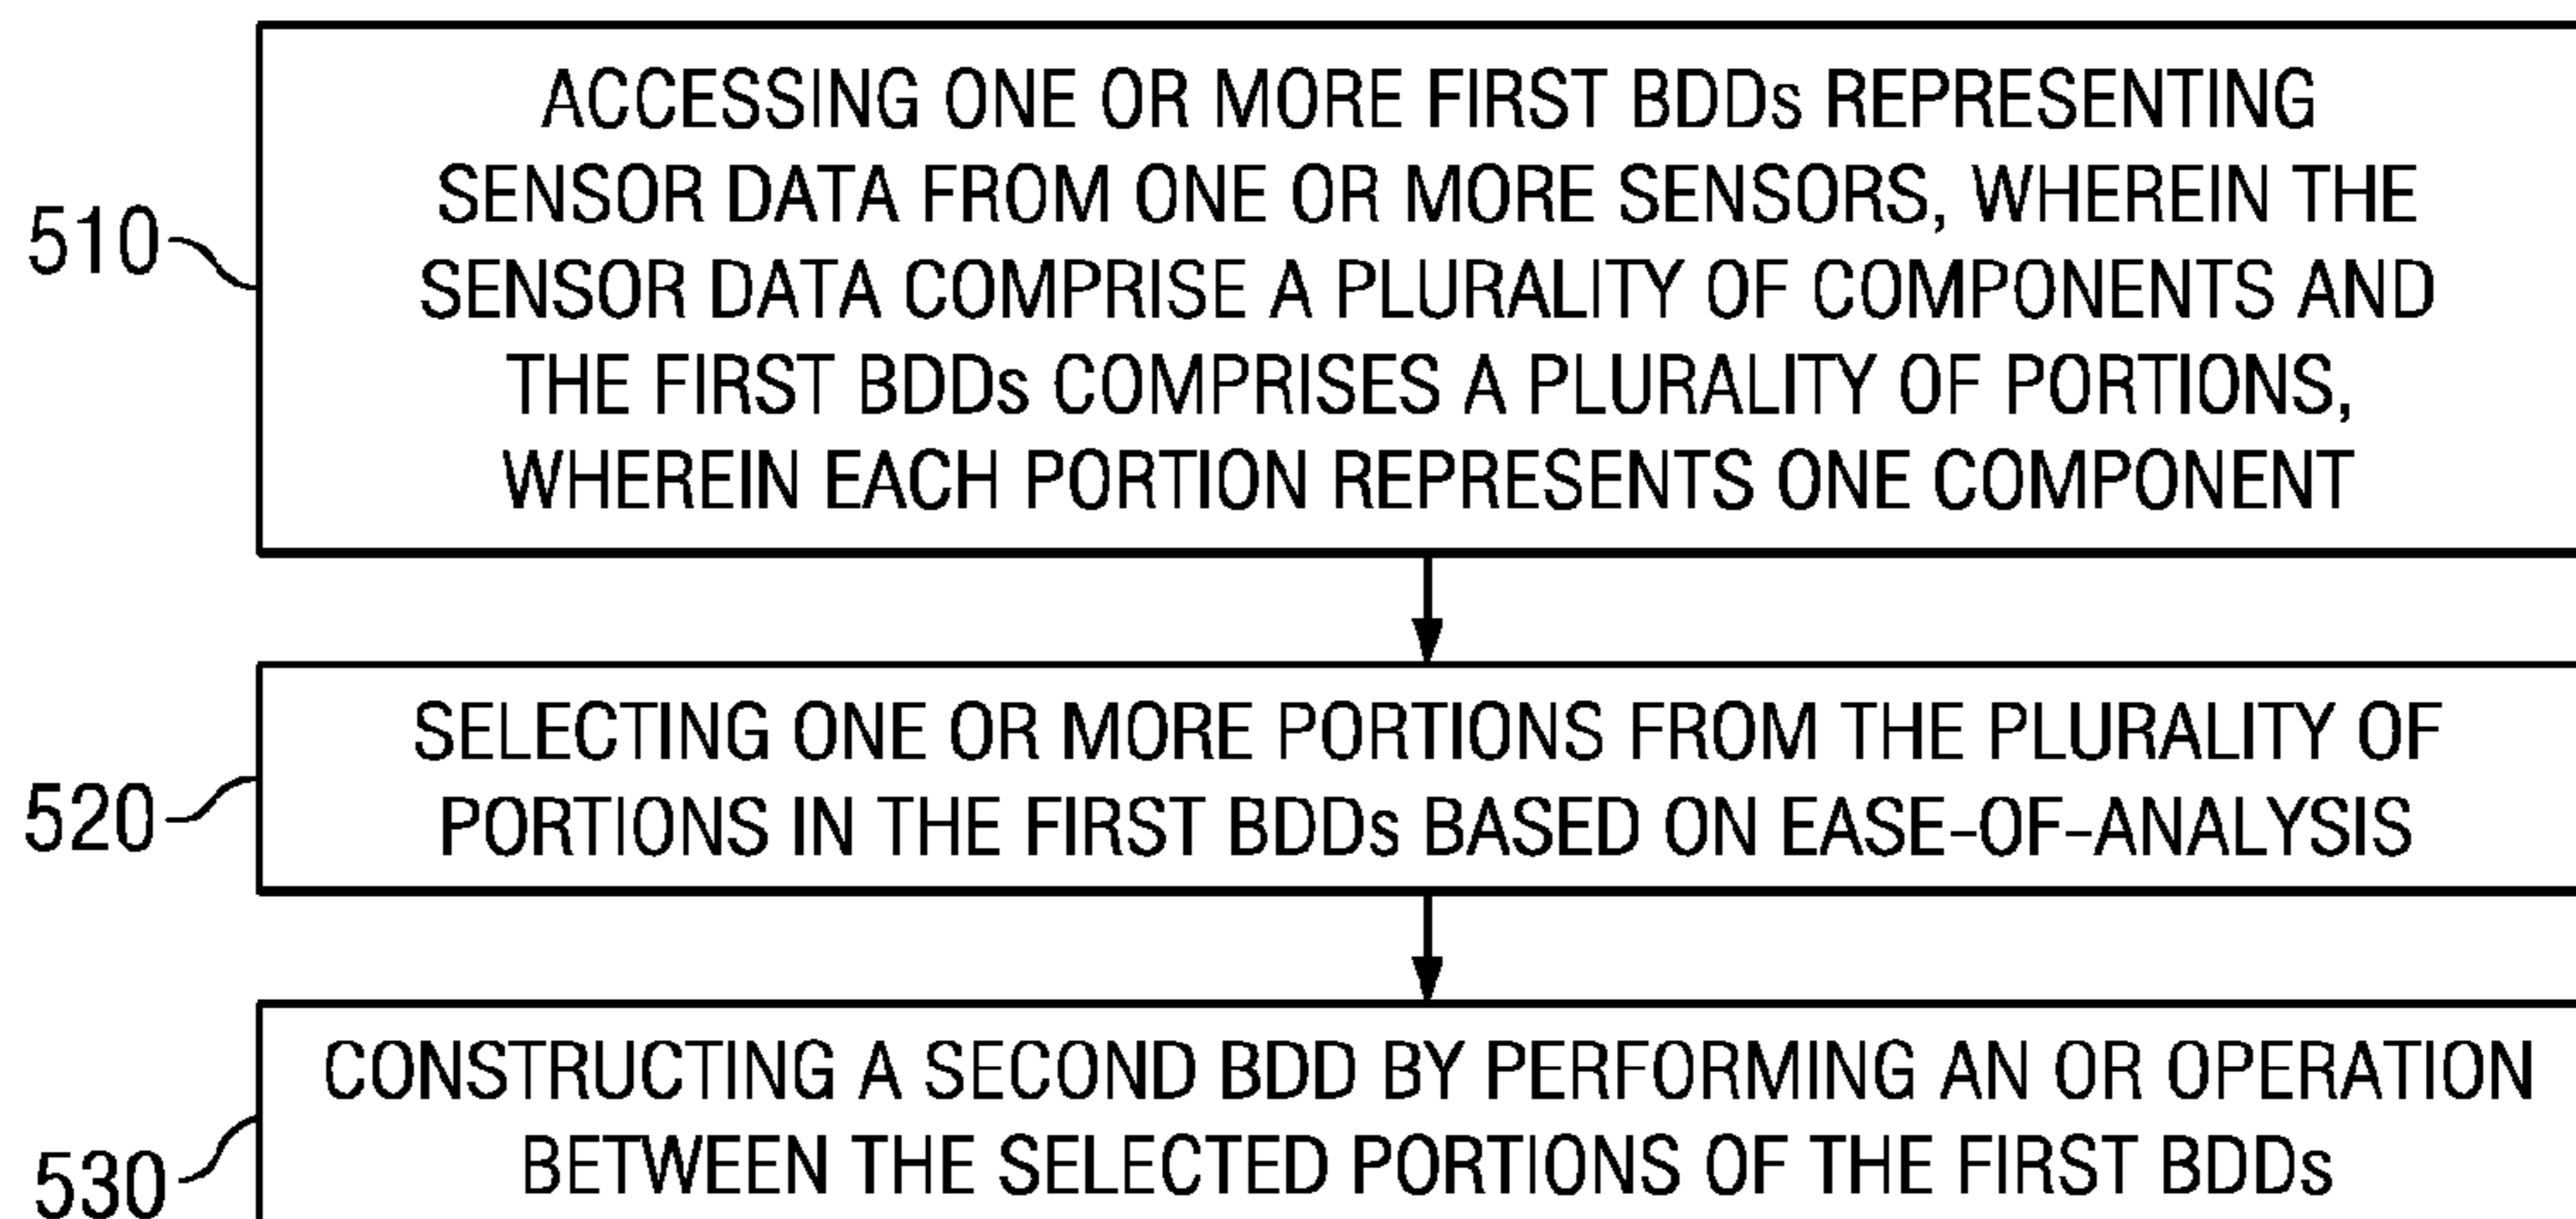 ACCESSING ONE OR MORE FIRST BDDs REPRESENTING
SENSOR DATA FROM ONE OR MORE SENSORS, WHEREIN THE
510
SENSOR DATA COMPRISE A PLURALITY OF COMPONENTS AND
THE FIRST BDDs COMPRISES A PLURALITY OF PORTIONS,
WHEREIN EACH PORTION REPRESENTS ONE COMPONENT
SELECTING ONE OR MORE PORTIONS FROM THE PLURALITY OF
520
PORTIONS IN THE FIRST BDDs BASED ON EASE-OF-ANALYSIS
CONSTRUCTING A SECOND BDD BY PERFORMING AN OR OPERATION
BETWEEN THE SELECTED PORTIONS OF THE FIRST BDDs
530